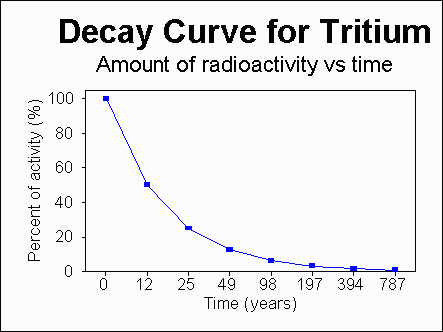 Decay Curve for Tritium
Amount of radioactivity vs time
Percent of activity (%)
100
80
60
40
20
0
0 12 25 49 98 197 394 787
Time (years)